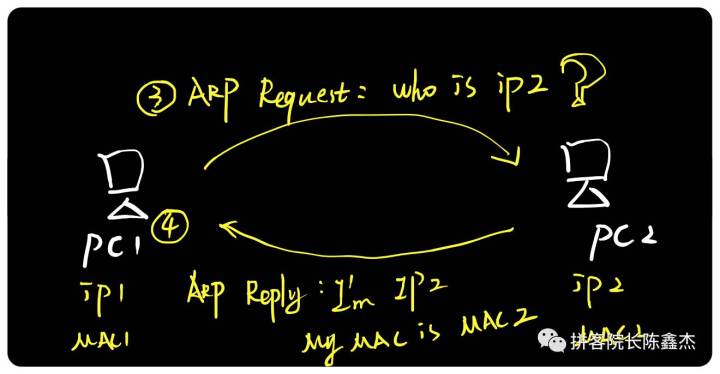 ③ ARP Request: who is ip2 ?
④
PC1
PC2
IP1
ARP Reply: I'm IP2
IP2
MAC1
My MAC is MAC2
MAC2
拼客院长陈鑫杰